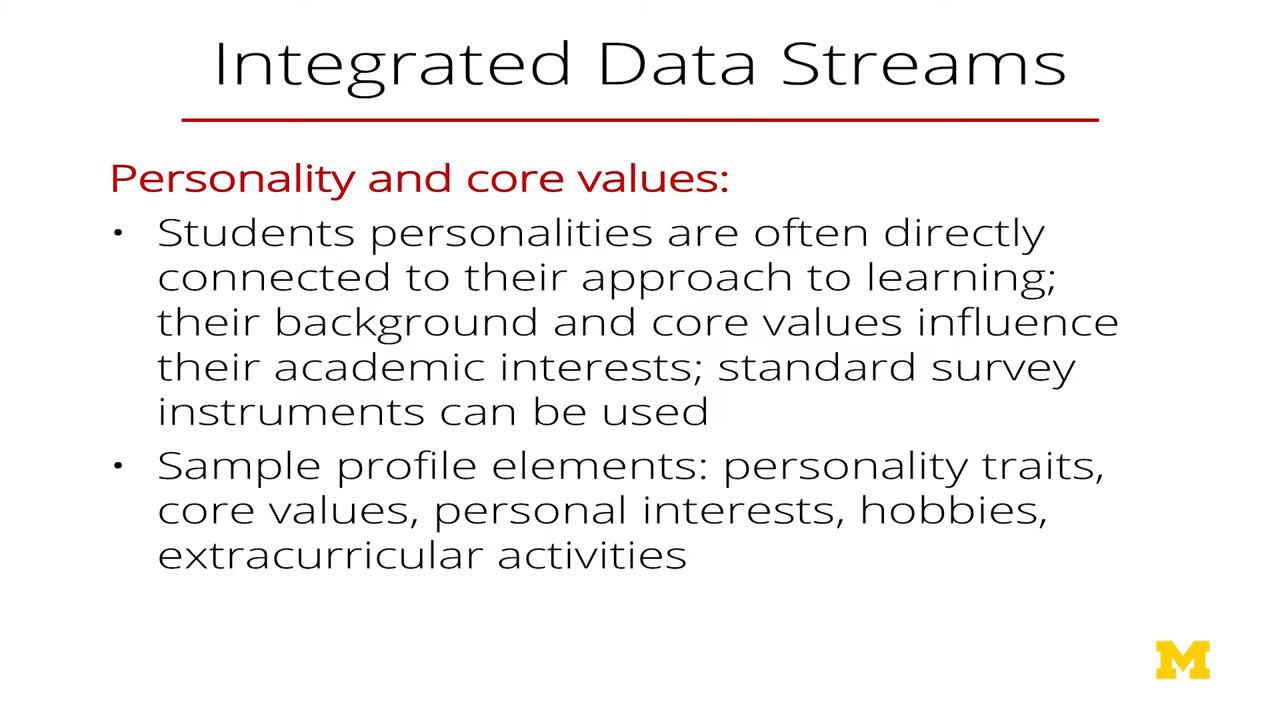 Integrated Data Streams
Personality and core values:
• Students personalities are often directly
connected to their approach to learning;
their background and core values influence
their academic interests; standard survey
instruments can be used
• Sample profile elements: personality traits,
core values, personal interests, hobbies,
extracurricular activities
M